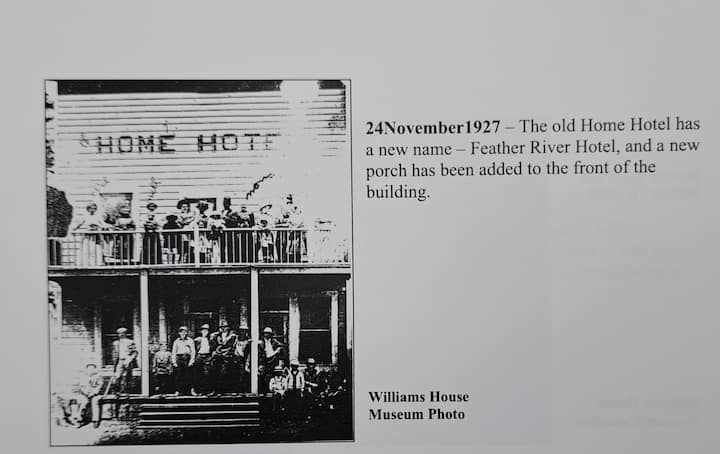 HOME HOTE
24November1927 – The old Home Hotel has
a new name – Feather River Hotel, and a new
porch has been added to the front of the
building.
Williams House
Museum Photo